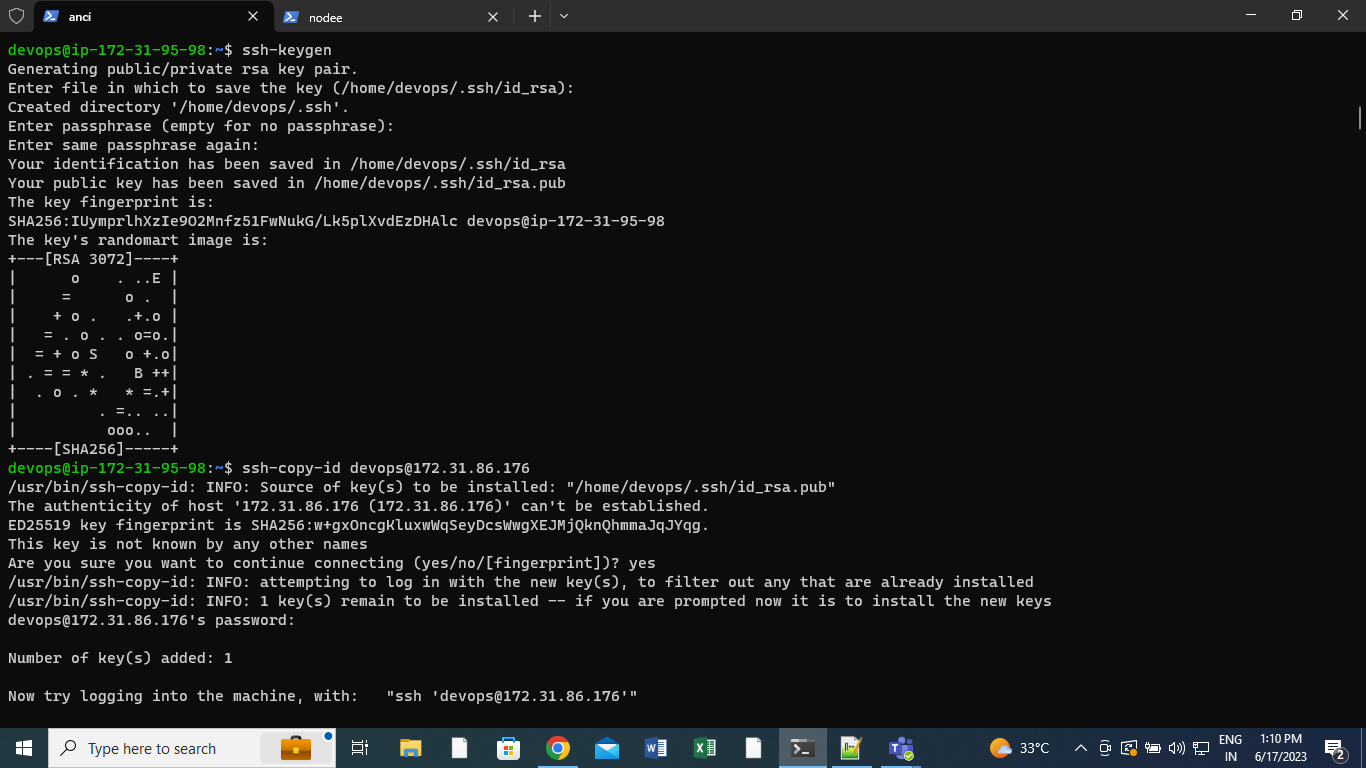 anci
nodee
devops@ip-172-31-95-98:~$ ssh-keygen
Generating public/private rsa key pair.
Enter file in which to save the key (/home/devops/.ssh/id_rsa):
Created directory '/home/devops/.ssh'.
Enter passphrase (empty for no passphrase):
Enter same passphrase again:
Your identification has been saved in /home/devops/.ssh/id_rsa
Your public key has been saved in /home/devops/.ssh/id_rsa.pub
The key fingerprint is:
SHA256:IUymprlhXzIe9O2Mnfz51FwNukG/Lk5plXvdEzDHAlc devops@ip-172-31-95-98
The key's randomart image is:
+---[RSA 3072]----+
|      o    . ..E |
|     =      o .  |
|    + o .   .+.o |
|   = . o . . o=o.|
|  = + o S   o +.o|
| . = = * .   B ++|
|  . o . *   * =.+|
|         . =.. ..|
|          ooo..  |
+----[SHA256]-----+
devops@ip-172-31-95-98:~$ ssh-copy-id devops@172.31.86.176
/usr/bin/ssh-copy-id: INFO: Source of key(s) to be installed: "/home/devops/.ssh/id_rsa.pub"
The authenticity of host '172.31.86.176 (172.31.86.176)' can't be established.
ED25519 key fingerprint is SHA256:w+gxOncgKluxwWqSeyDcsWwgXEJMjQknQhmmaJqJYqg.
This key is not known by any other names
Are you sure you want to continue connecting (yes/no/[fingerprint])? yes
/usr/bin/ssh-copy-id: INFO: attempting to log in with the new key(s), to filter out any that are already installed
/usr/bin/ssh-copy-id: INFO: 1 key(s) remain to be installed -- if you are prompted now it is to install the new keys
devops@172.31.86.176's password:
Number of key(s) added: 1
Now try logging into the machine, with:   "ssh 'devops@172.31.86.176'"
Type here to search
33°C
ENG
IN
1:10 PM
6/17/2023
2